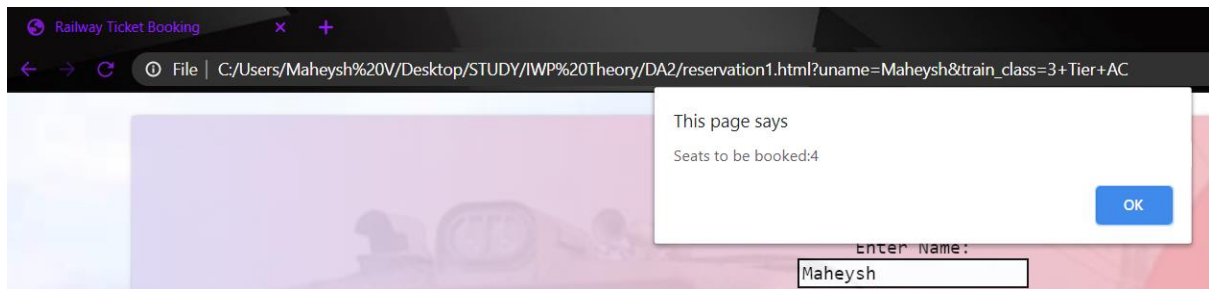 Railway Ticket Booking
File | C:/Users/Maheysh%20V/Desktop/STUDY/IWP%20Theory/DA2/reservation1.html?uname=Maheysh&train_class=3+Tier+AC
This page says
Seats to be booked:4
OK
Enter Name:
Maheysh